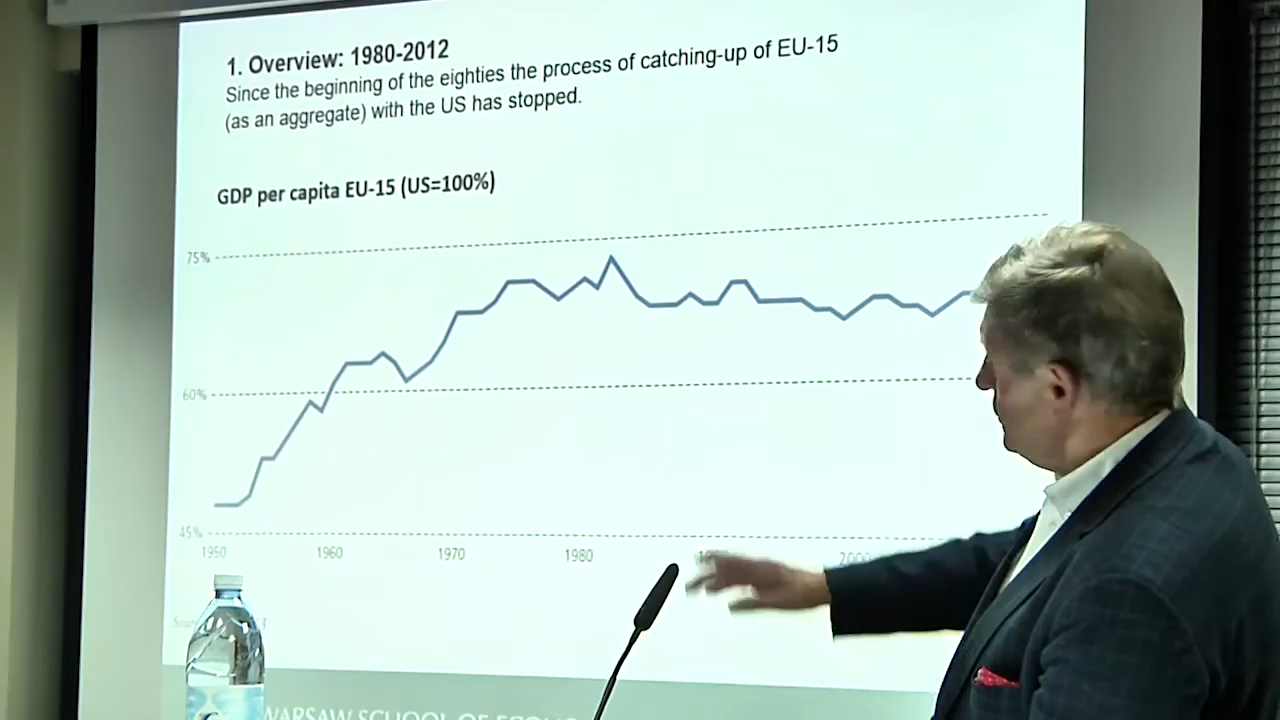 1. Overview: 1980-2012
Since the beginning of the eighties the process of catching-up of EU-15
(as an aggregate) with the US has stopped.
GDP per capita EU-15 (US=100%)
75%
60%
45%
1950 1960 1970 1980 2000
WARSAW SCHOOL OF